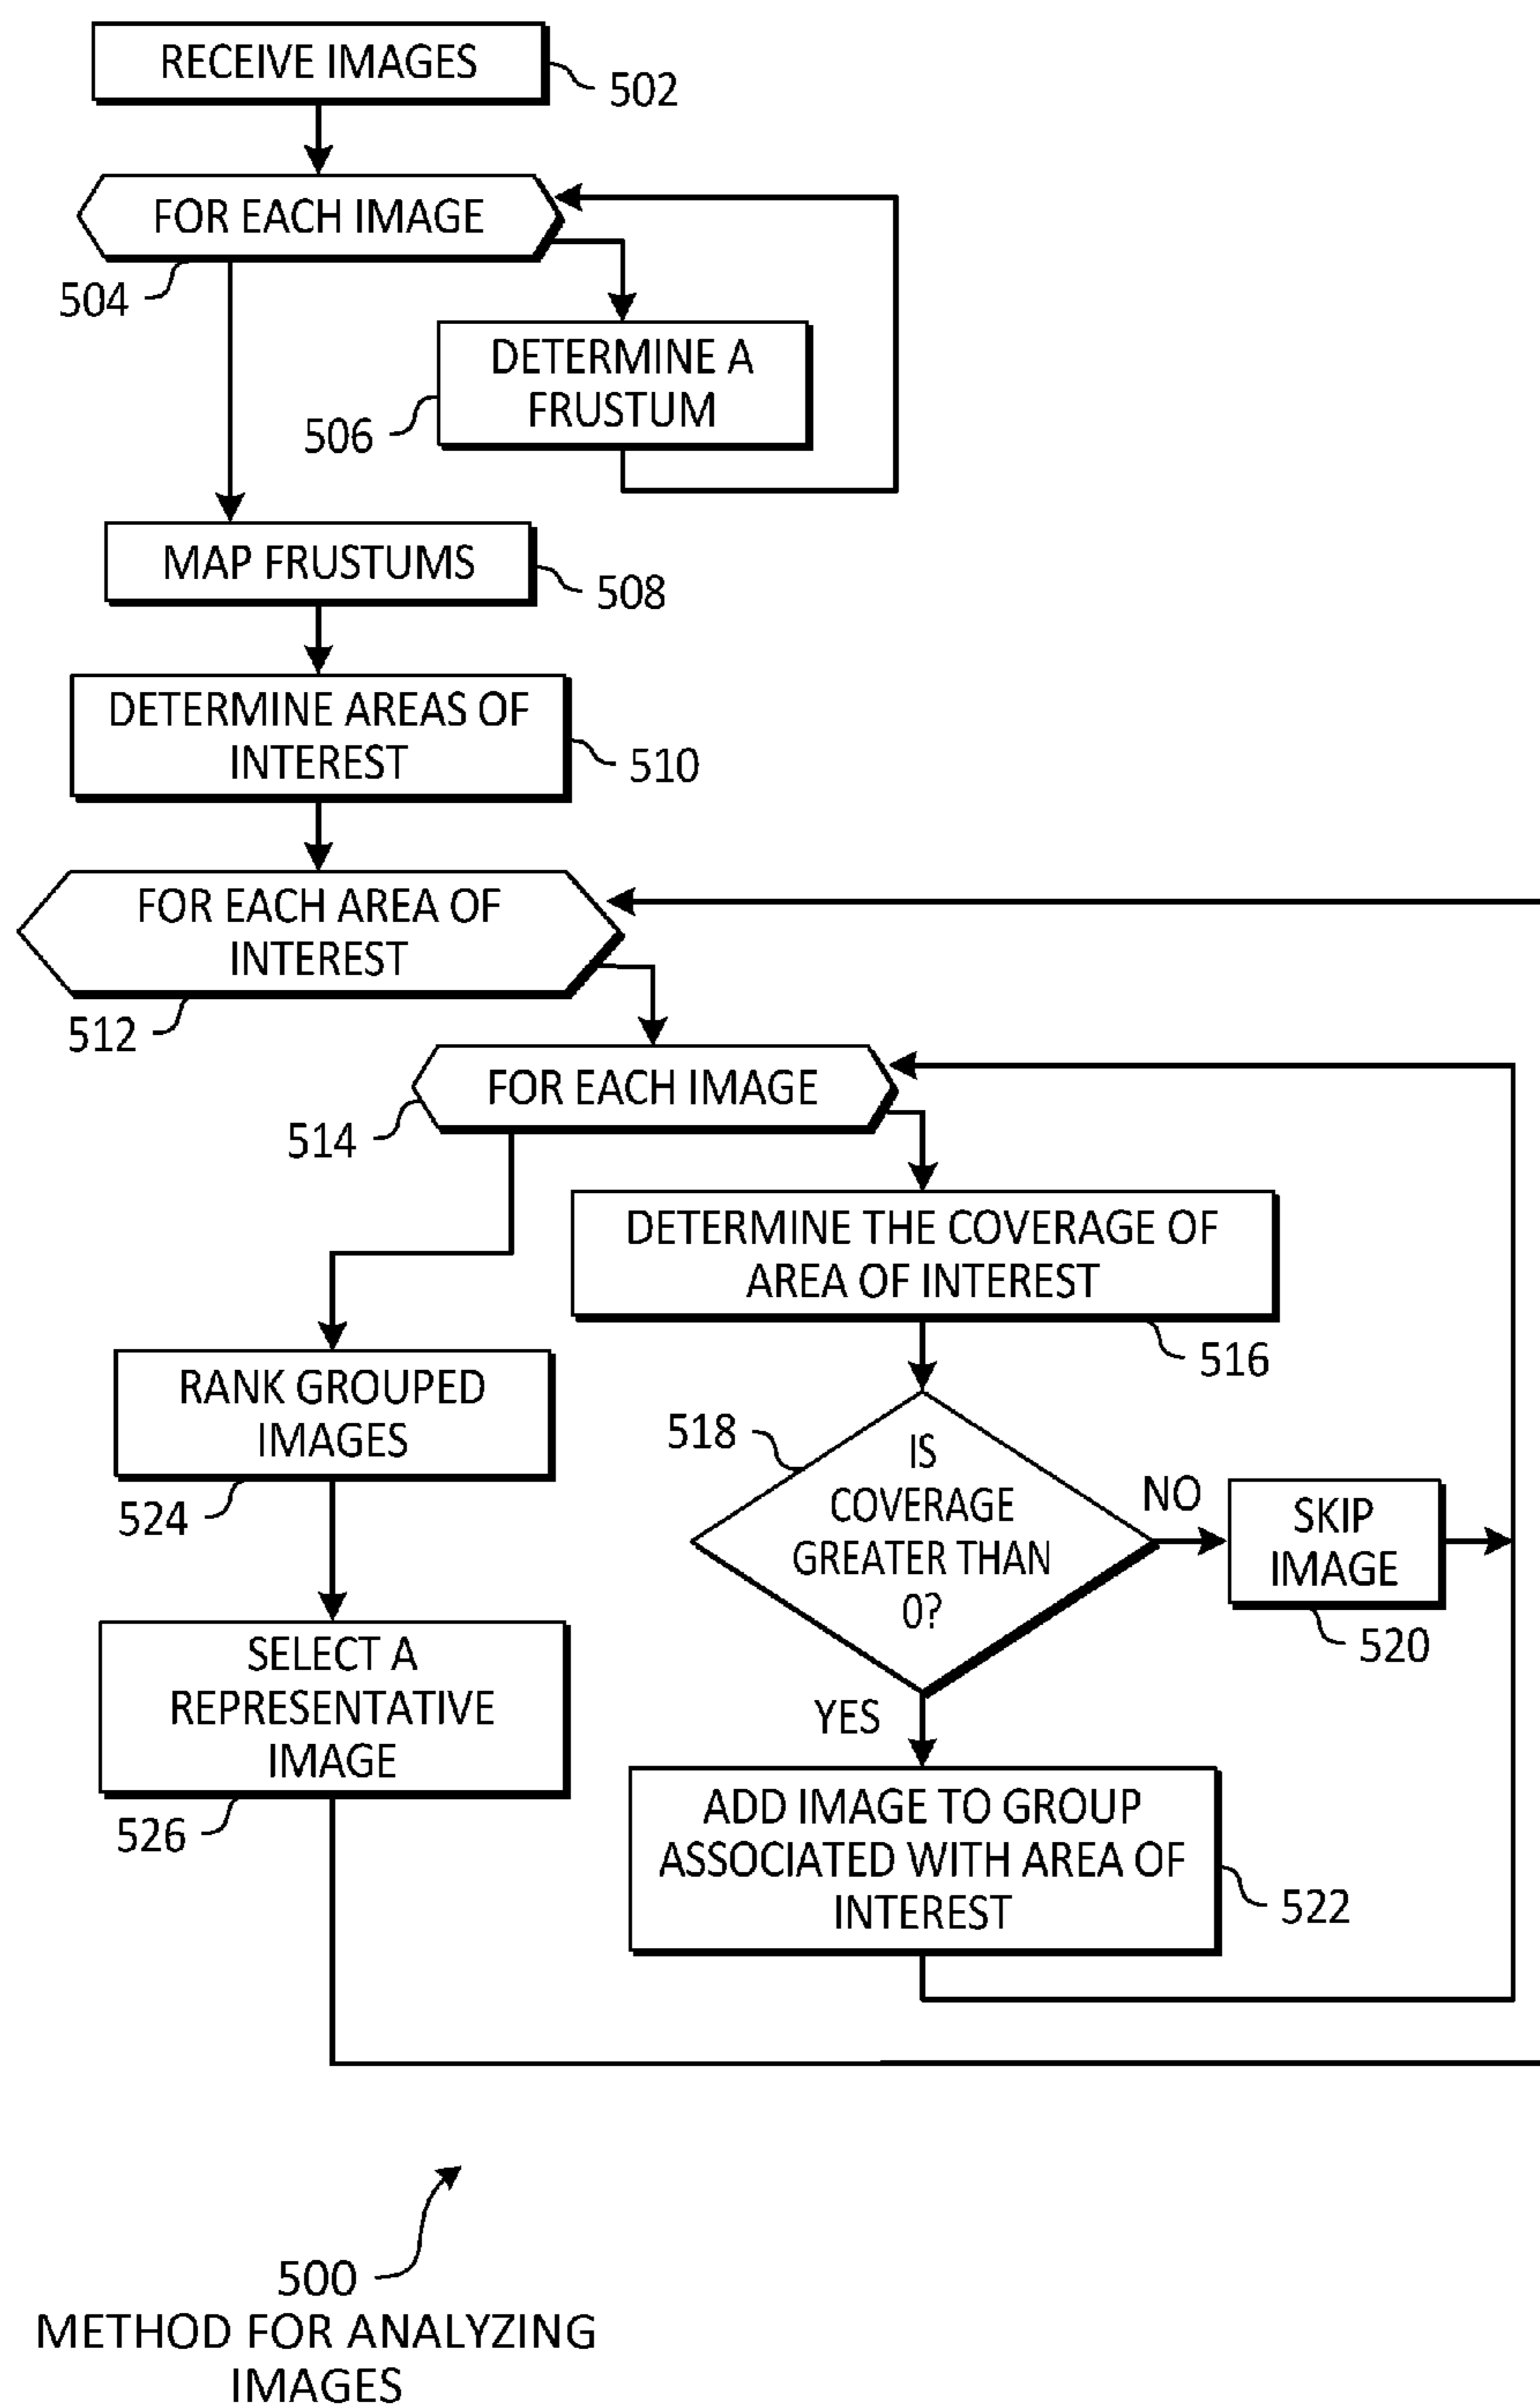 RECEIVE IMAGES
502
FOR EACH IMAGE
504
DETERMINE A
FRUSTUM
506
MAP FRUSTUMS
508
DETERMINE AREAS OF
INTEREST
510
FOR EACH AREA OF
INTEREST
512
FOR EACH IMAGE
514
DETERMINE THE COVERAGE OF
AREA OF INTEREST
516
518
IS
COVERAGE
GREATER THAN
0?
NO
SKIP
IMAGE
520
YES
ADD IMAGE TO GROUP
ASSOCIATED WITH AREA OF
INTEREST
522
RANK GROUPED
IMAGES
524
SELECT A
REPRESENTATIVE
IMAGE
526
500
METHOD FOR ANALYZING
IMAGES